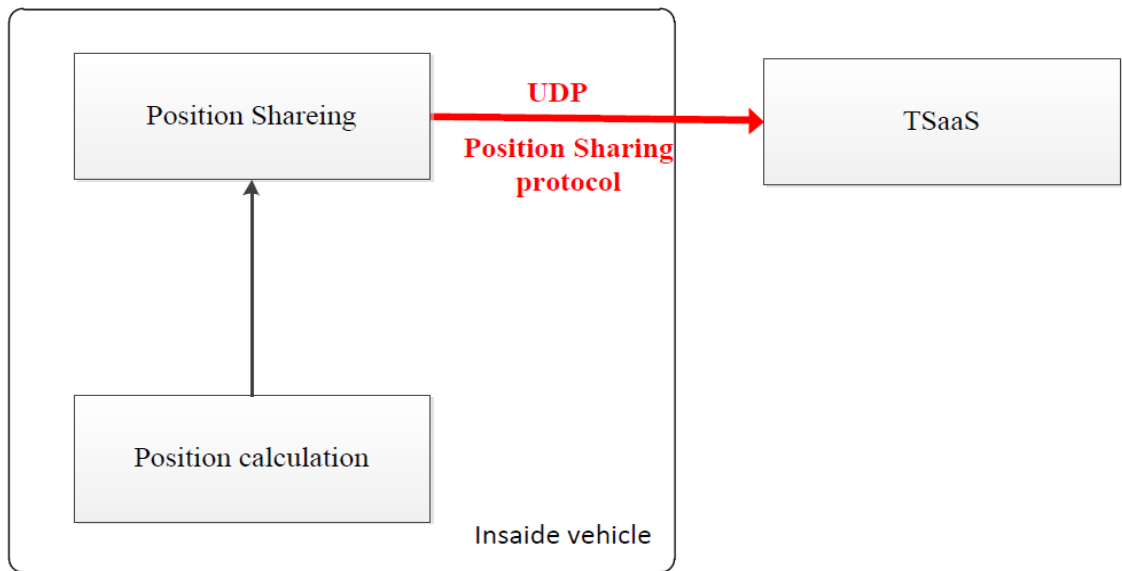 Position Shareing
UDP
Position Sharing
protocol
TSaaS
Position calculation
Insaide vehicle